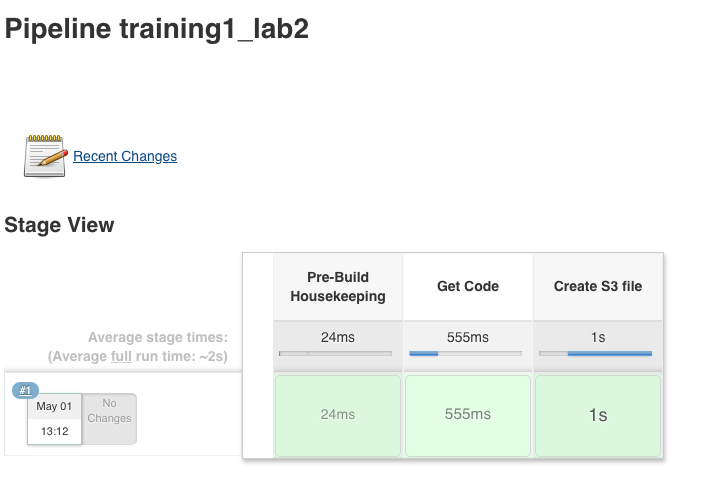 Pipeline training1_lab2
Recent Changes
Stage View
Pre-Build
Housekeeping
Get Code
Create S3 file
Average stage times:
(Average full run time: ~2s)
24ms
555ms
1s
#1
May 01
13:12
No
Changes
24ms
555ms
1s